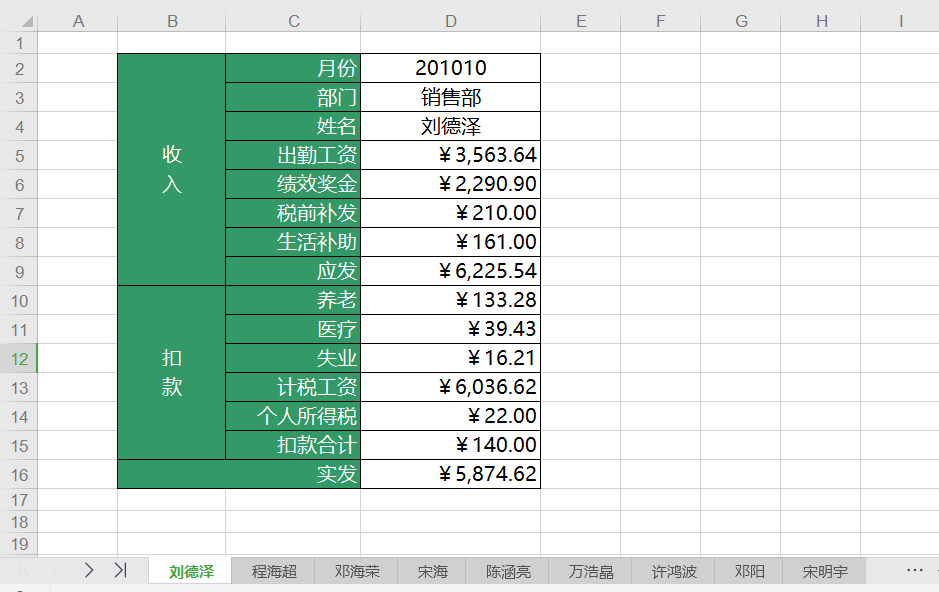 A B C D E F G H I
1
2 月份 201010
3 部门 销售部
4 姓名 刘德泽
5 收 出勤工资 ¥3,563.64
6 入 绩效奖金 ¥2,290.90
7 税前补发 ¥210.00
8 生活补助 ¥161.00
9 应发 ¥6,225.54
10 养老 ¥133.28
11 医疗 ¥39.43
12 扣 失业 ¥16.21
13 款 计税工资 ¥6,036.62
14 个人所得税 ¥22.00
15 扣款合计 ¥140.00
16 实发 ¥5,874.62
17
18
19
刘德泽 程海超 邓海荣 宋海 陈涵亮 万浩晶 许鸿波 邓阳 宋明宇 ···